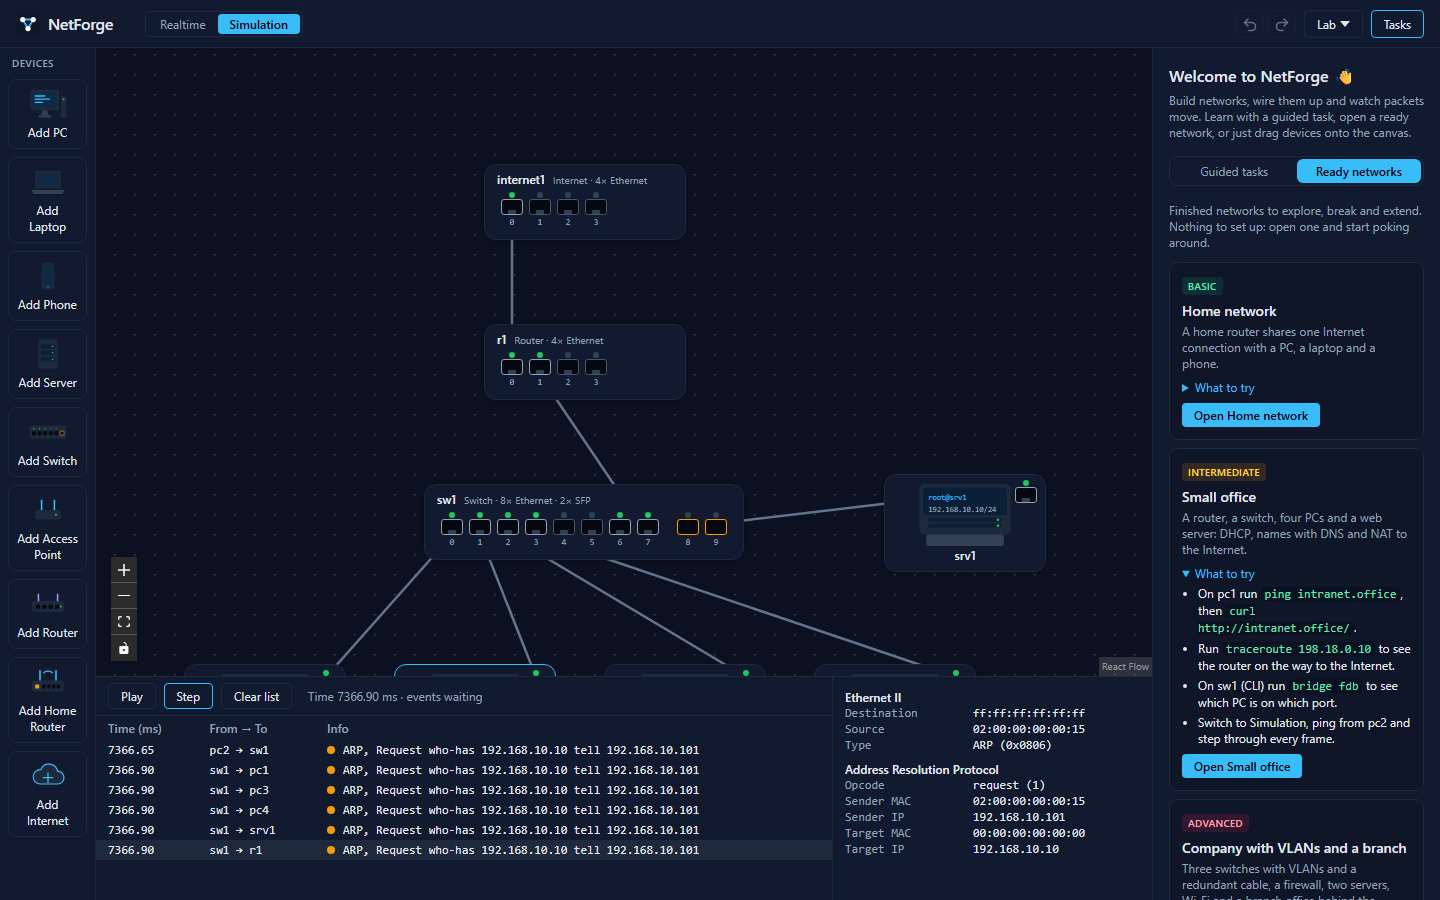 NetForge
Realtime
Simulation
Lab
Tasks
DEVICES
Add PC
Add
Laptop
Add Phone
Add Server
Add Switch
Add Access
Point
Add Router
Add Home
Router
Add
Internet
internet1 Internet · 4× Ethernet
0 1 2 3
r1 Router · 4× Ethernet
0 1 2 3
sw1 Switch · 8× Ethernet · 2× SFP
0 1 2 3 4 5 6 7 8 9
root@srv1
192.168.10.10/24
srv1
React Flow
Play
Step
Clear list
Time 7366.90 ms · events waiting
Time (ms) From → To Info
7366.65 pc2 → sw1 ARP, Request who-has 192.168.10.10 tell 192.168.10.101
7366.90 sw1 → pc1 ARP, Request who-has 192.168.10.10 tell 192.168.10.101
7366.90 sw1 → pc3 ARP, Request who-has 192.168.10.10 tell 192.168.10.101
7366.90 sw1 → pc4 ARP, Request who-has 192.168.10.10 tell 192.168.10.101
7366.90 sw1 → srv1 ARP, Request who-has 192.168.10.10 tell 192.168.10.101
7366.90 sw1 → r1 ARP, Request who-has 192.168.10.10 tell 192.168.10.101
Ethernet II
Destination ff:ff:ff:ff:ff:ff
Source 02:00:00:00:00:15
Type ARP (0x0806)
Address Resolution Protocol
Opcode request (1)
Sender MAC 02:00:00:00:00:15
Sender IP 192.168.10.101
Target MAC 00:00:00:00:00:00
Target IP 192.168.10.10
Welcome to NetForge 👋
Build networks, wire them up and watch packets
move. Learn with a guided task, open a ready
network, or just drag devices onto the canvas.
Guided tasks
Ready networks
Finished networks to explore, break and extend.
Nothing to set up: open one and start poking
around.
BASIC
Home network
A home router shares one Internet
connection with a PC, a laptop and a
phone.
What to try
Open Home network
INTERMEDIATE
Small office
A router, a switch, four PCs and a web
server: DHCP, names with DNS and NAT to
the Internet.
What to try
• On pc1 run ping intranet.office,
then curl
http://intranet.office/.
• Run traceroute 198.18.0.10 to see
the router on the way to the Internet.
• On sw1 (CLI) run bridge fdb to see
which PC is on which port.
• Switch to Simulation, ping from pc2 and
step through every frame.
Open Small office
ADVANCED
Company with VLANs and a branch
Three switches with VLANs and a
redundant cable, a firewall, two servers,
Wi-Fi and a branch office behind the